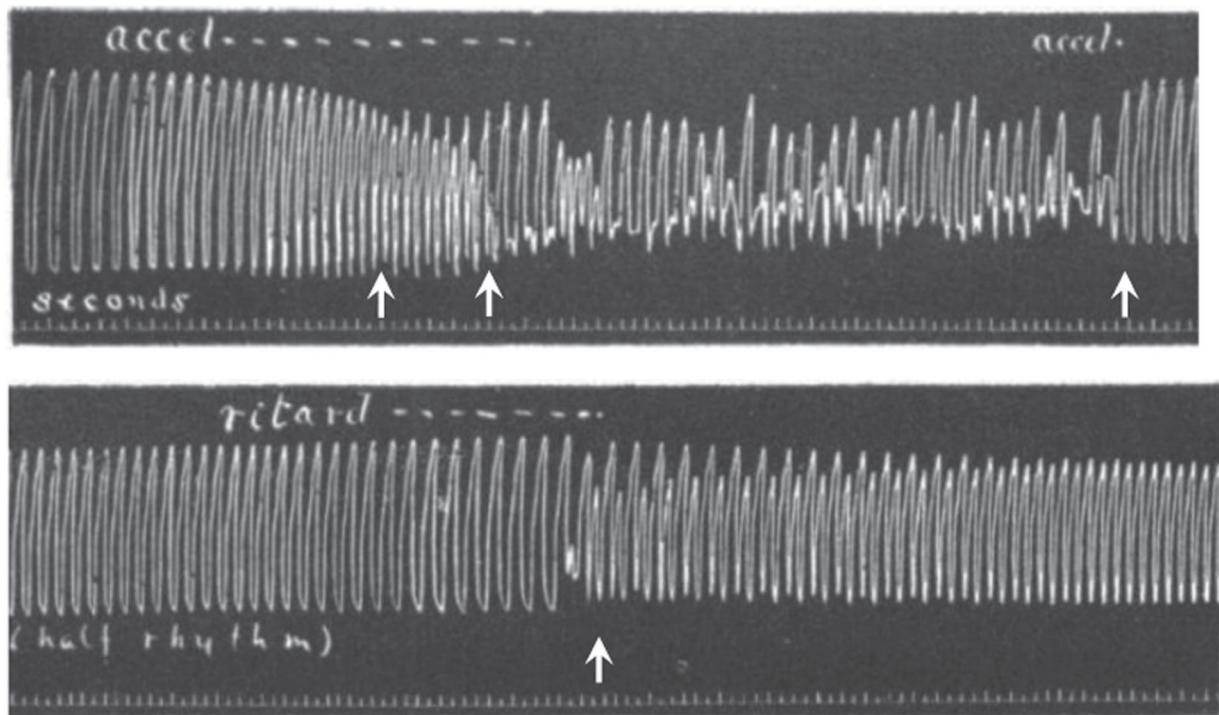 accel
accel.
seconds
ritard
(half rhythm)